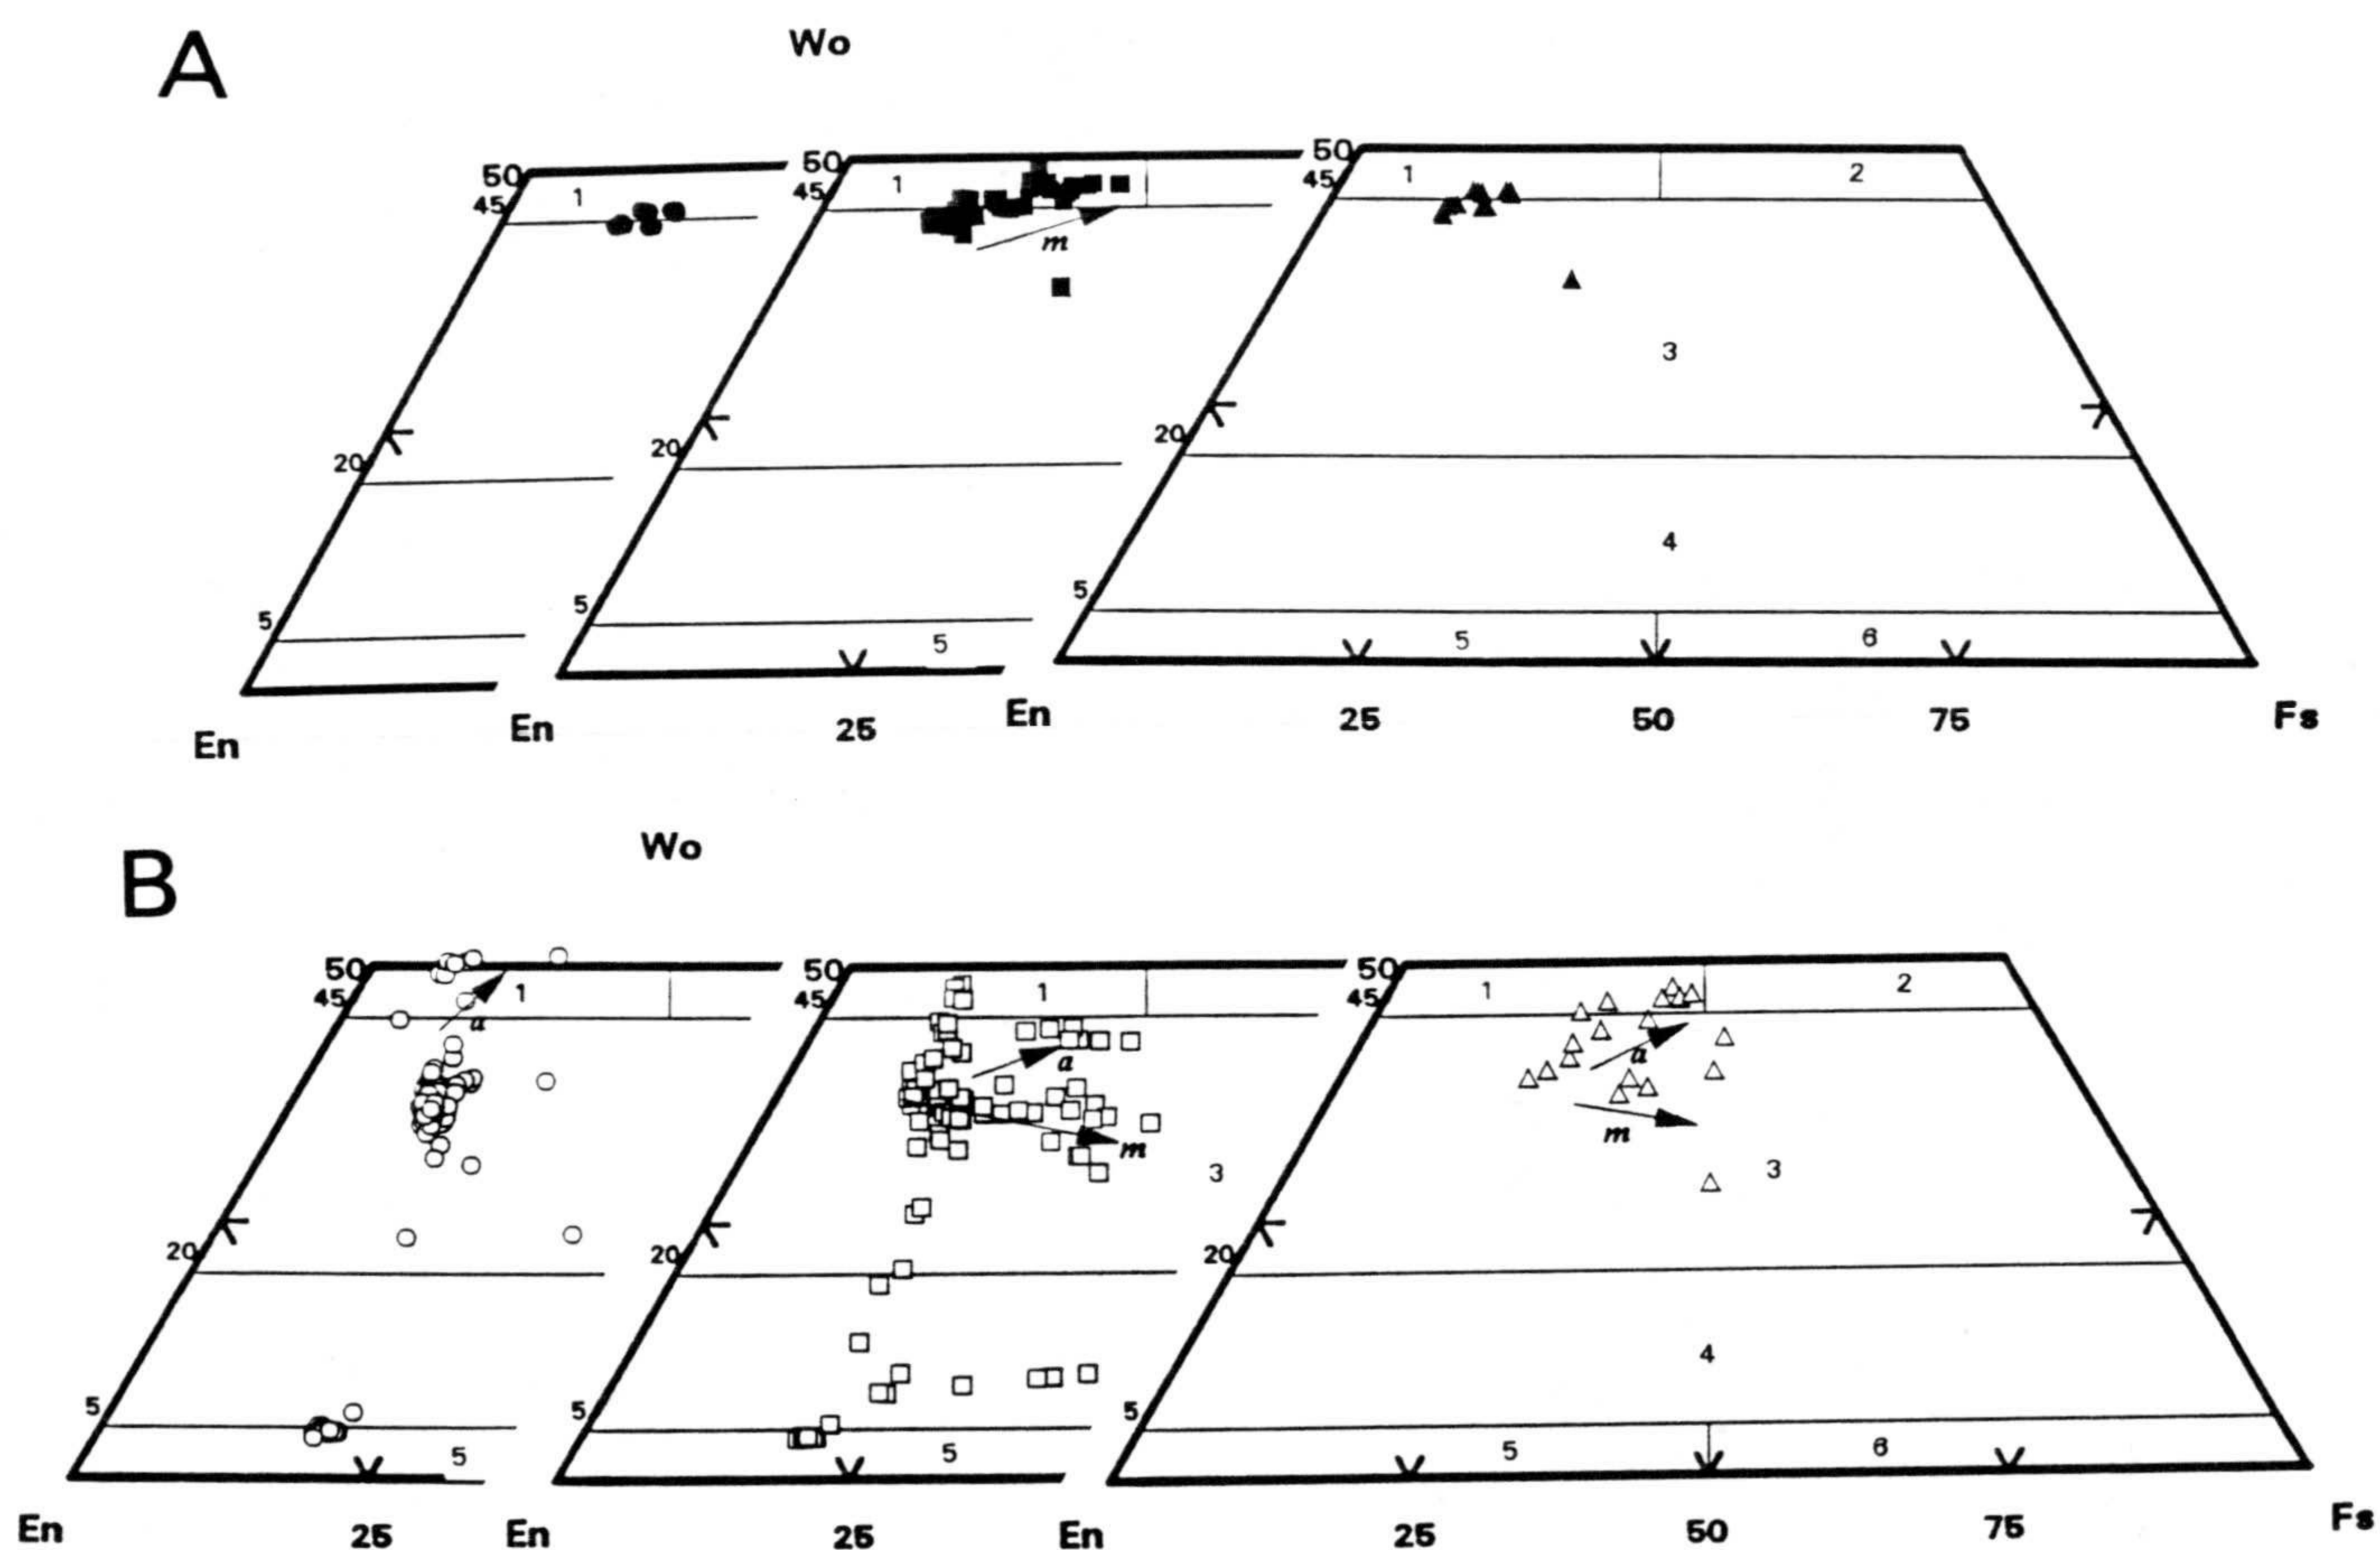 A
Wo
50 50 50
45 1 45 1 45 1 2
m
3
20 20 20
4
5 5 5
5 5 6
En En 25 En 25 50 75 Fs
B
Wo
50 50 50
45 1 45 1 45 1 2
a a a
m m
3 3
20 20 20
4
5 5 5
5 5 5 6
En 25 En 25 En 25 50 75 Fs